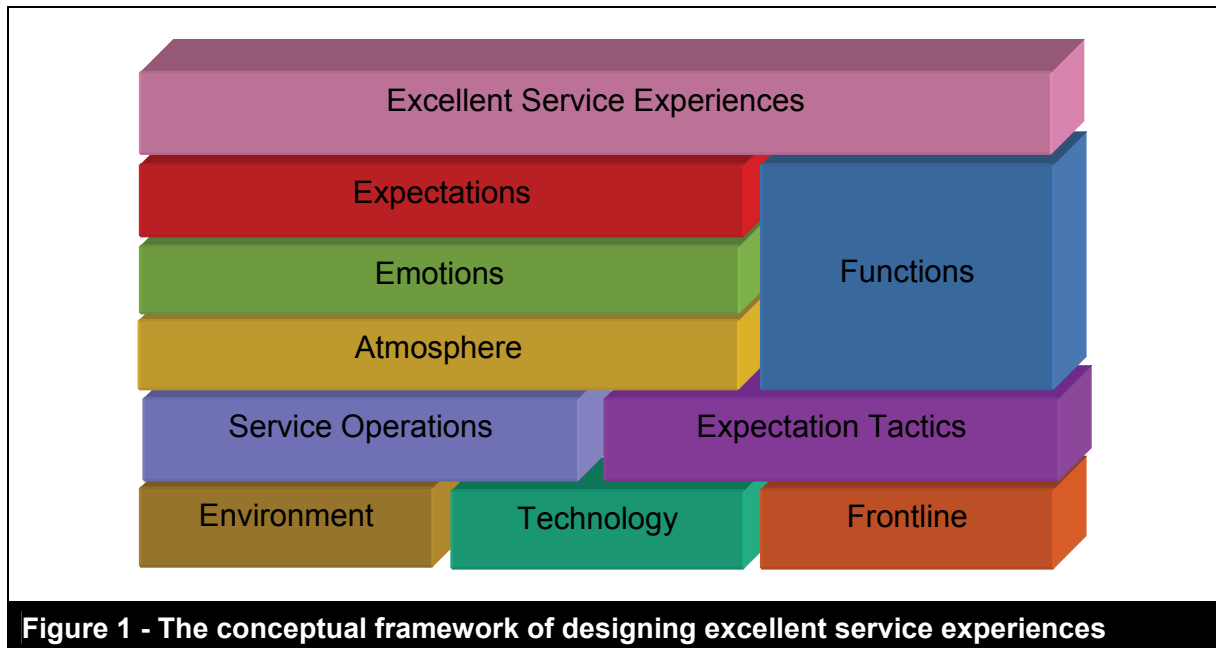 Excellent Service Experiences
Expectations
Emotions
Functions
Atmosphere
Service Operations
Expectation Tactics
Environment
Technology
Frontline
Figure 1 - The conceptual framework of designing excellent service experiences